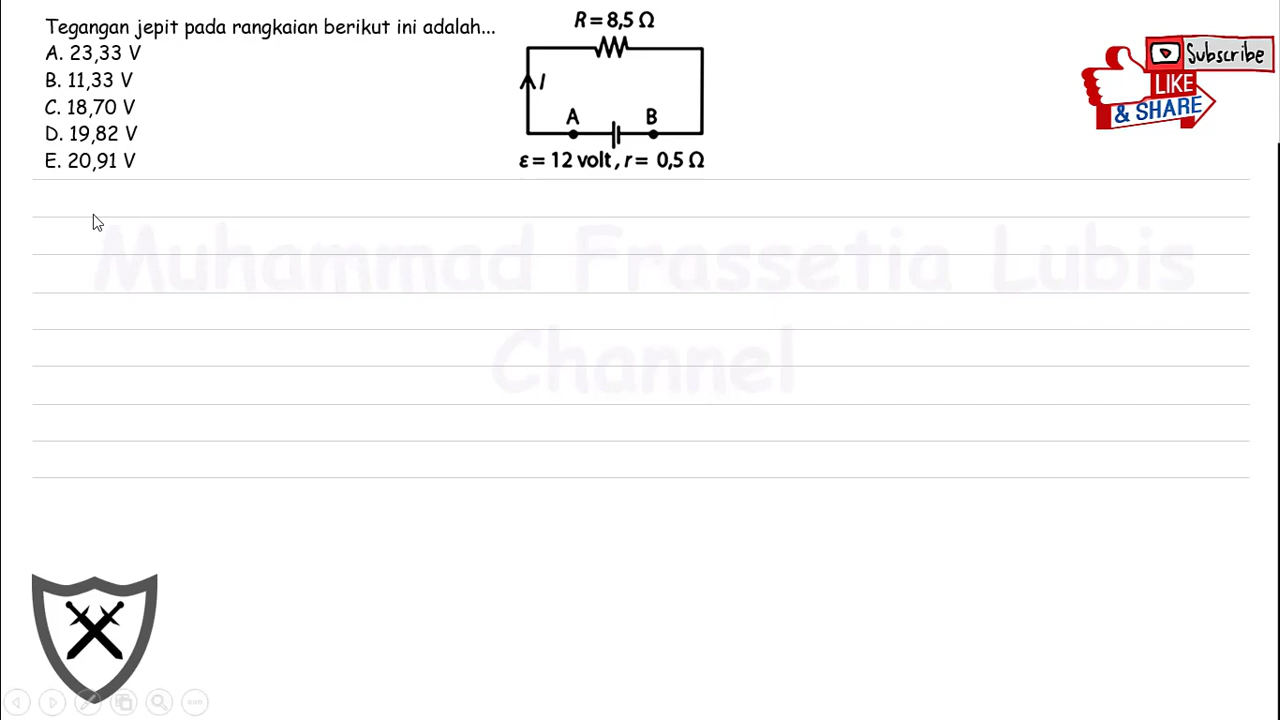 Tegangan jepit pada rangkaian berikut ini adalah...
A. 23,33 V
B. 11,33 V
C. 18,70 V
D. 19,82 V
E. 20,91 V
R = 8,5 Ω
I
A
B
ε = 12 volt, r = 0,5 Ω
Subscribe
LIKE
& SHARE
Muhammad Frassetia Lubis
Channel